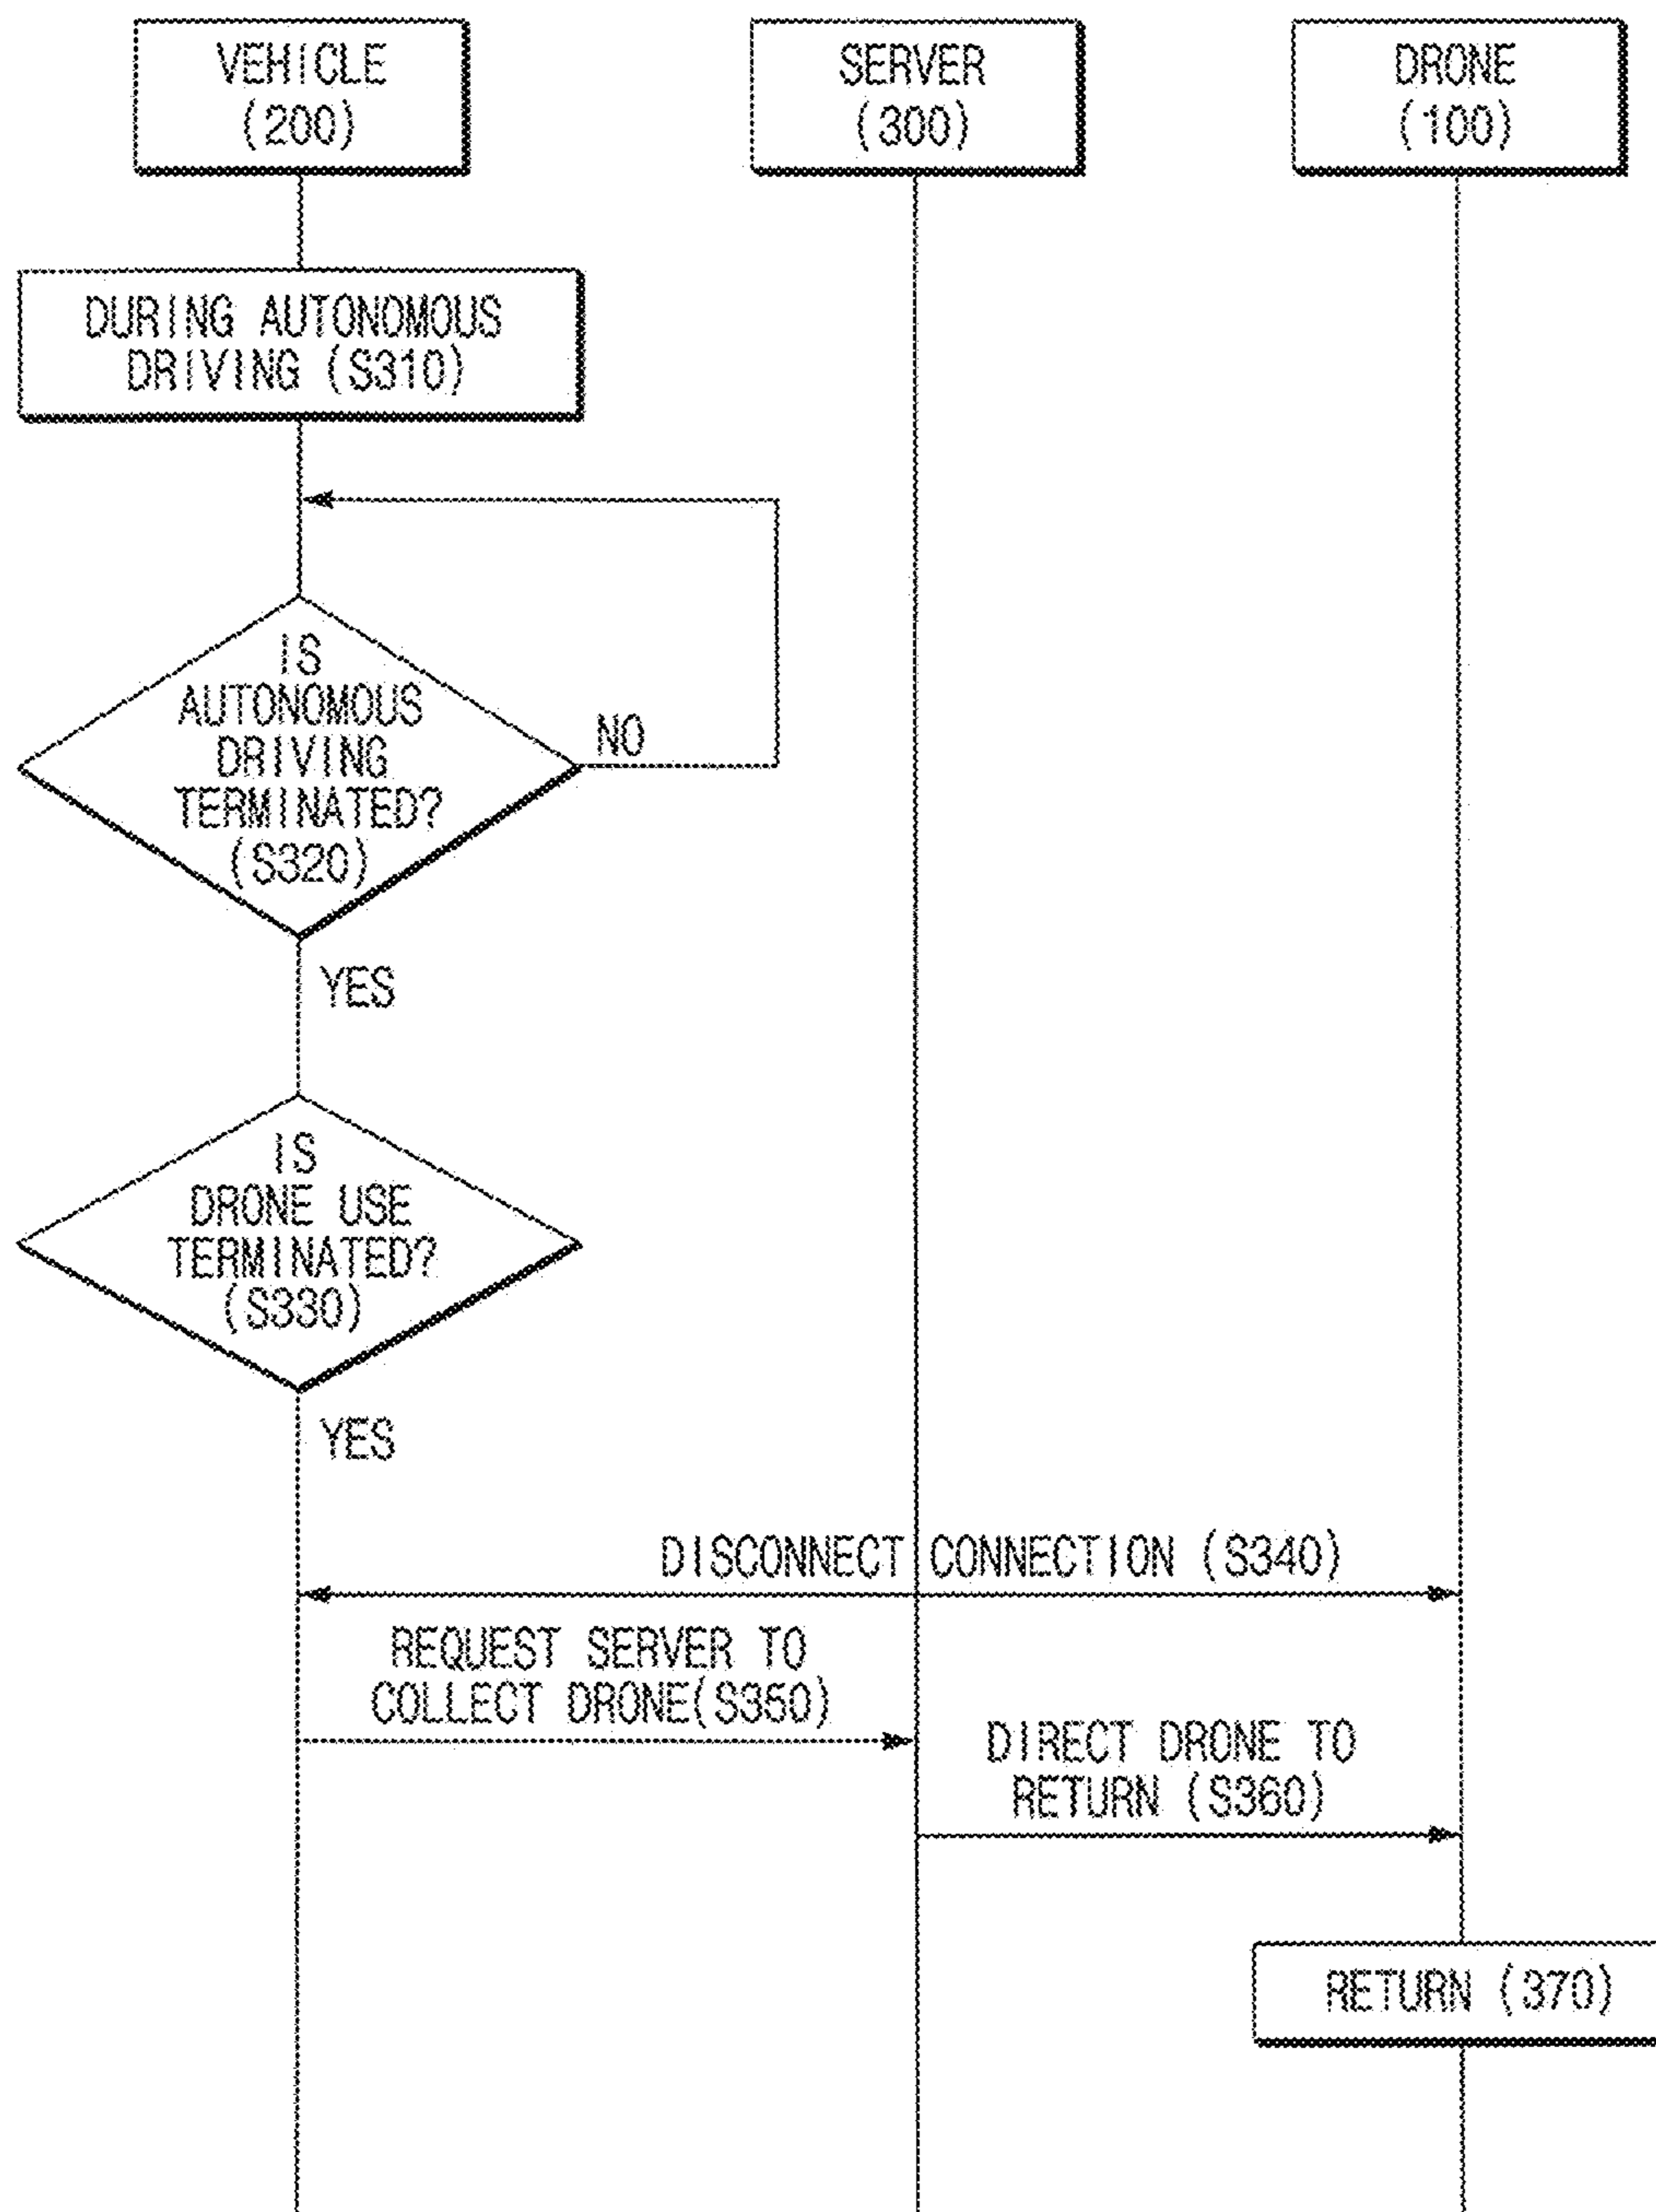 VEHICLE
(200)
SERVER
(300)
DRONE
(100)
DURING AUTONOMOUS
DRIVING (S310)
IS
AUTONOMOUS
DRIVING
TERMINATED?
(S320)
NO
YES
IS
DRONE USE
TERMINATED?
(S330)
YES
DISCONNECT CONNECTION (S340)
REQUEST SERVER TO
COLLECT DRONE(S350)
DIRECT DRONE TO
RETURN (S360)
RETURN (370)